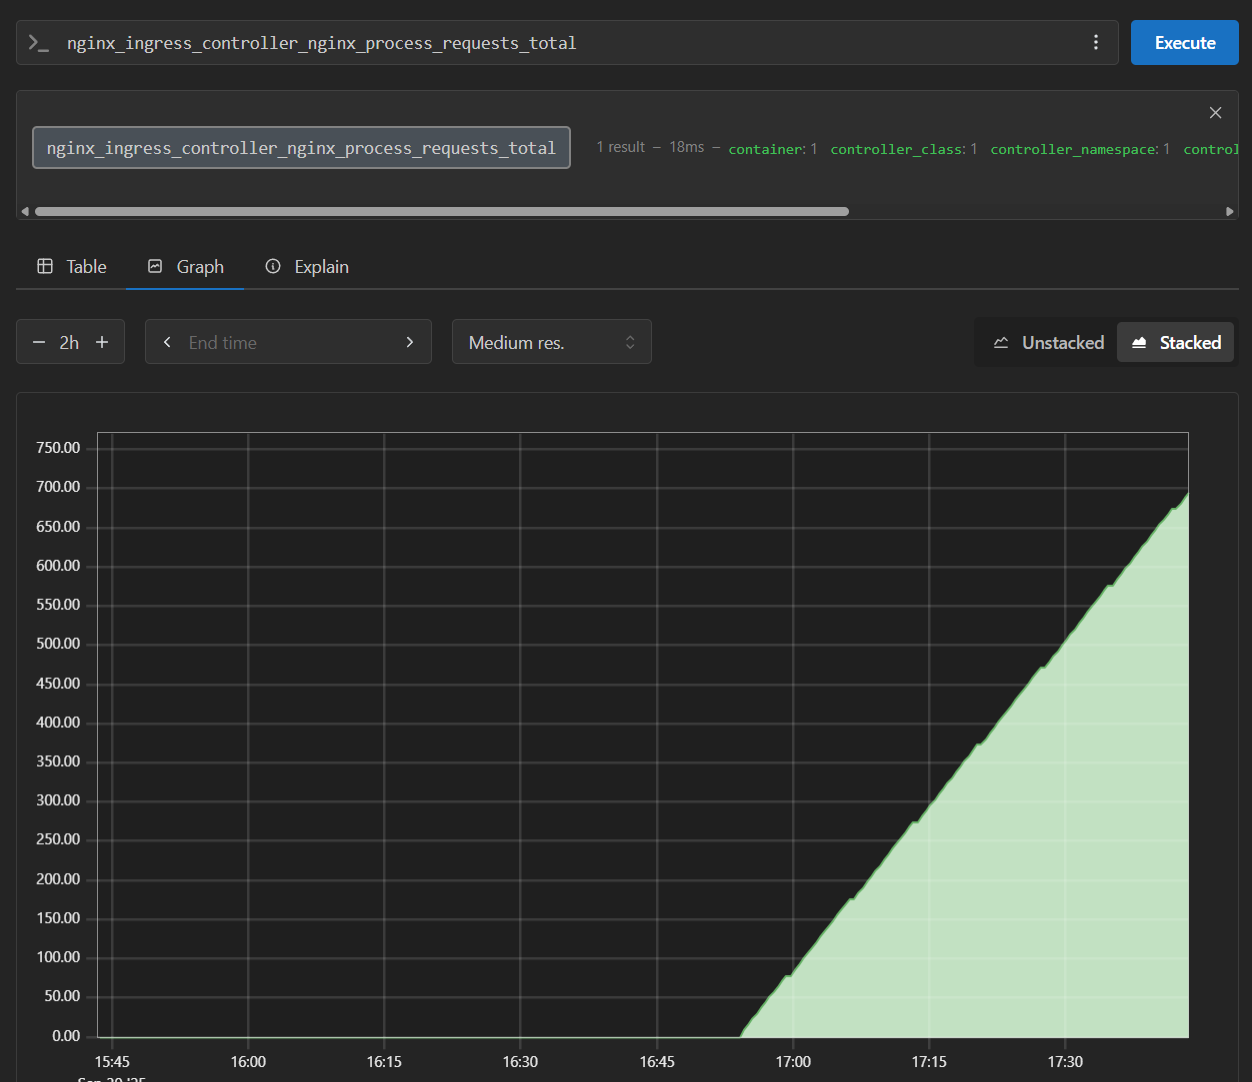 nginx_ingress_controller_nginx_process_requests_total
Execute
nginx_ingress_controller_nginx_process_requests_total 1 result – 18ms – container: 1 controller_class: 1 controller_namespace: 1 control
Table Graph Explain
2h End time Medium res. Unstacked Stacked
750.00
700.00
650.00
600.00
550.00
500.00
450.00
400.00
350.00
300.00
250.00
200.00
150.00
100.00
50.00
0.00
15:45 16:00 16:15 16:30 16:45 17:00 17:15 17:30